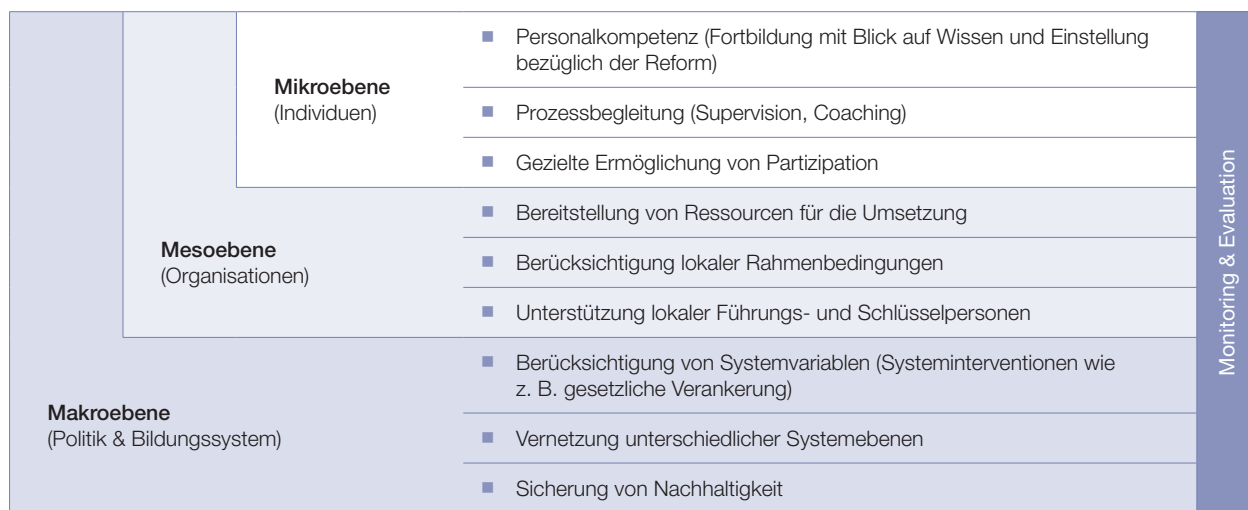 Mikroebene
(Individuen)
■ Personalkompetenz (Fortbildung mit Blick auf Wissen und Einstellung
bezüglich der Reform)
■ Prozessbegleitung (Supervision, Coaching)
■ Gezielte Ermöglichung von Partizipation
Mesoebene
(Organisationen)
■ Bereitstellung von Ressourcen für die Umsetzung
■ Berücksichtigung lokaler Rahmenbedingungen
■ Unterstützung lokaler Führungs- und Schlüsselpersonen
Makroebene
(Politik & Bildungssystem)
■ Berücksichtigung von Systemvariablen (Systeminterventionen wie
z. B. gesetzliche Verankerung)
■ Vernetzung unterschiedlicher Systemebenen
■ Sicherung von Nachhaltigkeit
Monitoring & Evaluation